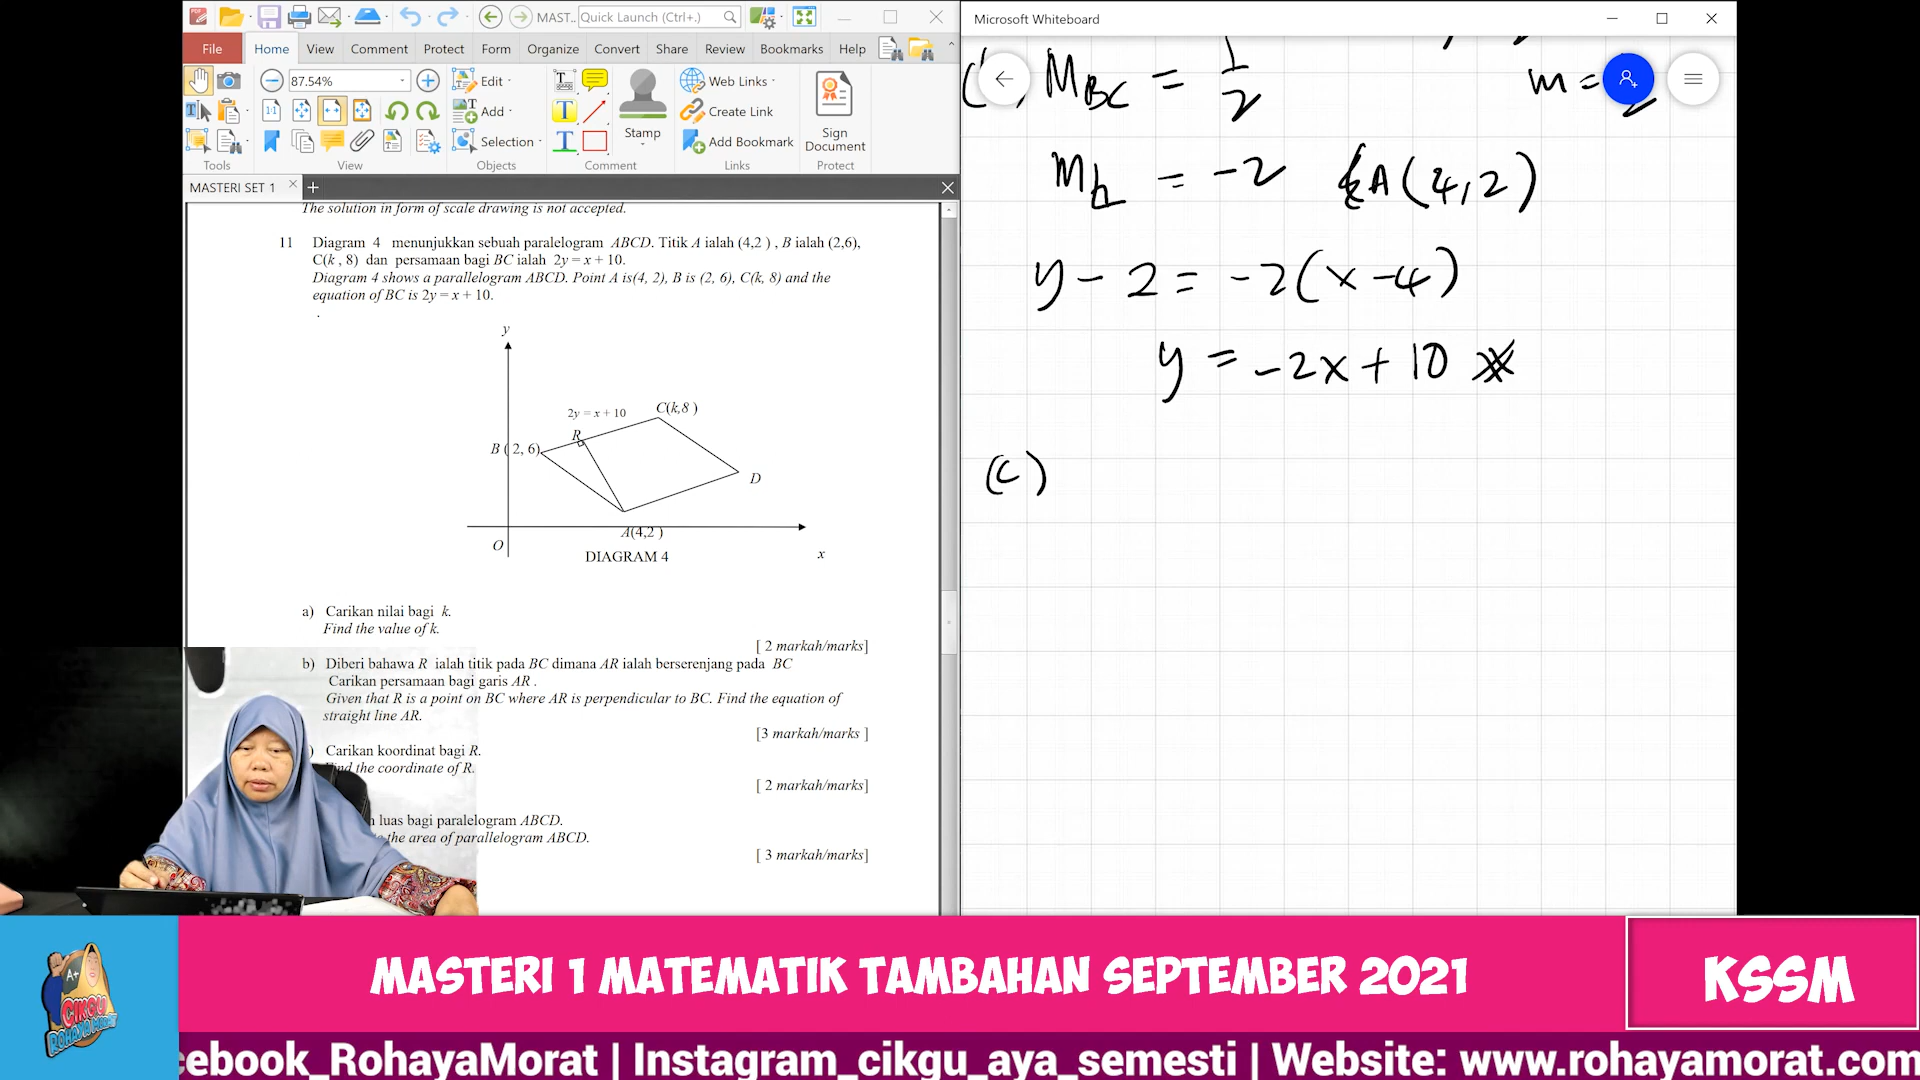 MAST..
Quick Launch (Ctrl+.)
File Home View Comment Protect Form Organize Convert Share Review Bookmarks Help
87.54%
Edit
Add
Selection
Stamp
Web Links
Create Link
Add Bookmark
Sign Document
Tools View Objects Comment Links Protect
MASTERI SET 1
The solution in form of scale drawing is not accepted.
11 Diagram 4 menunjukkan sebuah paralelogram ABCD. Titik A ialah (4,2 ) , B ialah (2,6),
C(k , 8) dan persamaan bagi BC ialah 2y = x + 10.
Diagram 4 shows a parallelogram ABCD. Point A is(4, 2), B is (2, 6), C(k, 8) and the
equation of BC is 2y = x + 10.
y
2y = x + 10
C(k,8 )
R
B ( 2, 6)
D
A(4,2 )
O
DIAGRAM 4
x
a) Carikan nilai bagi k.
Find the value of k.
[ 2 markah/marks]
b) Diberi bahawa R ialah titik pada BC dimana AR ialah berserenjang pada BC
Carikan persamaan bagi garis AR .
Given that R is a point on BC where AR is perpendicular to BC. Find the equation of
straight line AR.
[3 markah/marks ]
) Carikan koordinat bagi R.
ind the coordinate of R.
[ 2 markah/marks]
luas bagi paralelogram ABCD.
the area of parallelogram ABCD.
[ 3 markah/marks]
Microsoft Whiteboard
MBC = 1/2
m =
= -2 A(4,2)
y - 2 = -2(x-4)
y = -2x + 10
(c)
A+
CIKGU
ROHAYA MORAT
MASTERI 1 MATEMATIK TAMBAHAN SEPTEMBER 2021
KSSM
cebook_RohayaMorat | Instagram_cikgu_aya_semesti | Website: www.rohayamorat.com